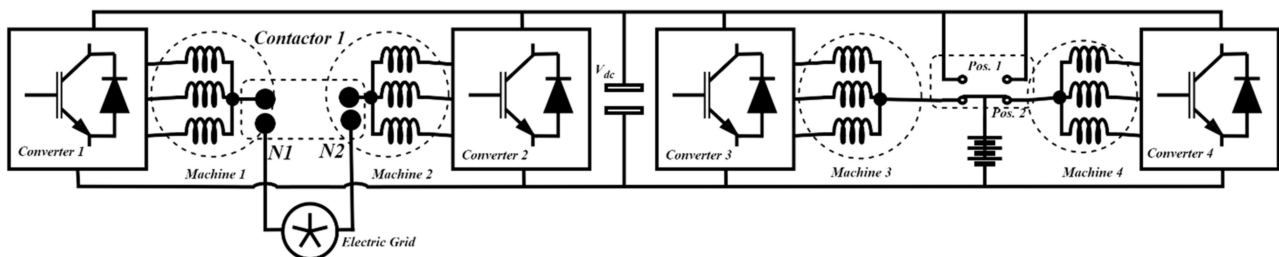 Contactor 1
Pos. 1
Vdc
Pos. 2
Converter 1
N1
N2
Converter 2
Converter 3
Converter 4
Machine 1
Machine 2
Machine 3
Machine 4
Electric Grid